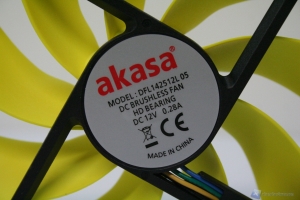 akasa
MODEL : DFL142512L 05
DC BRUSHLESS FAN
HD BEARING
DC 12V 0.28A
CE
MADE IN CHINA